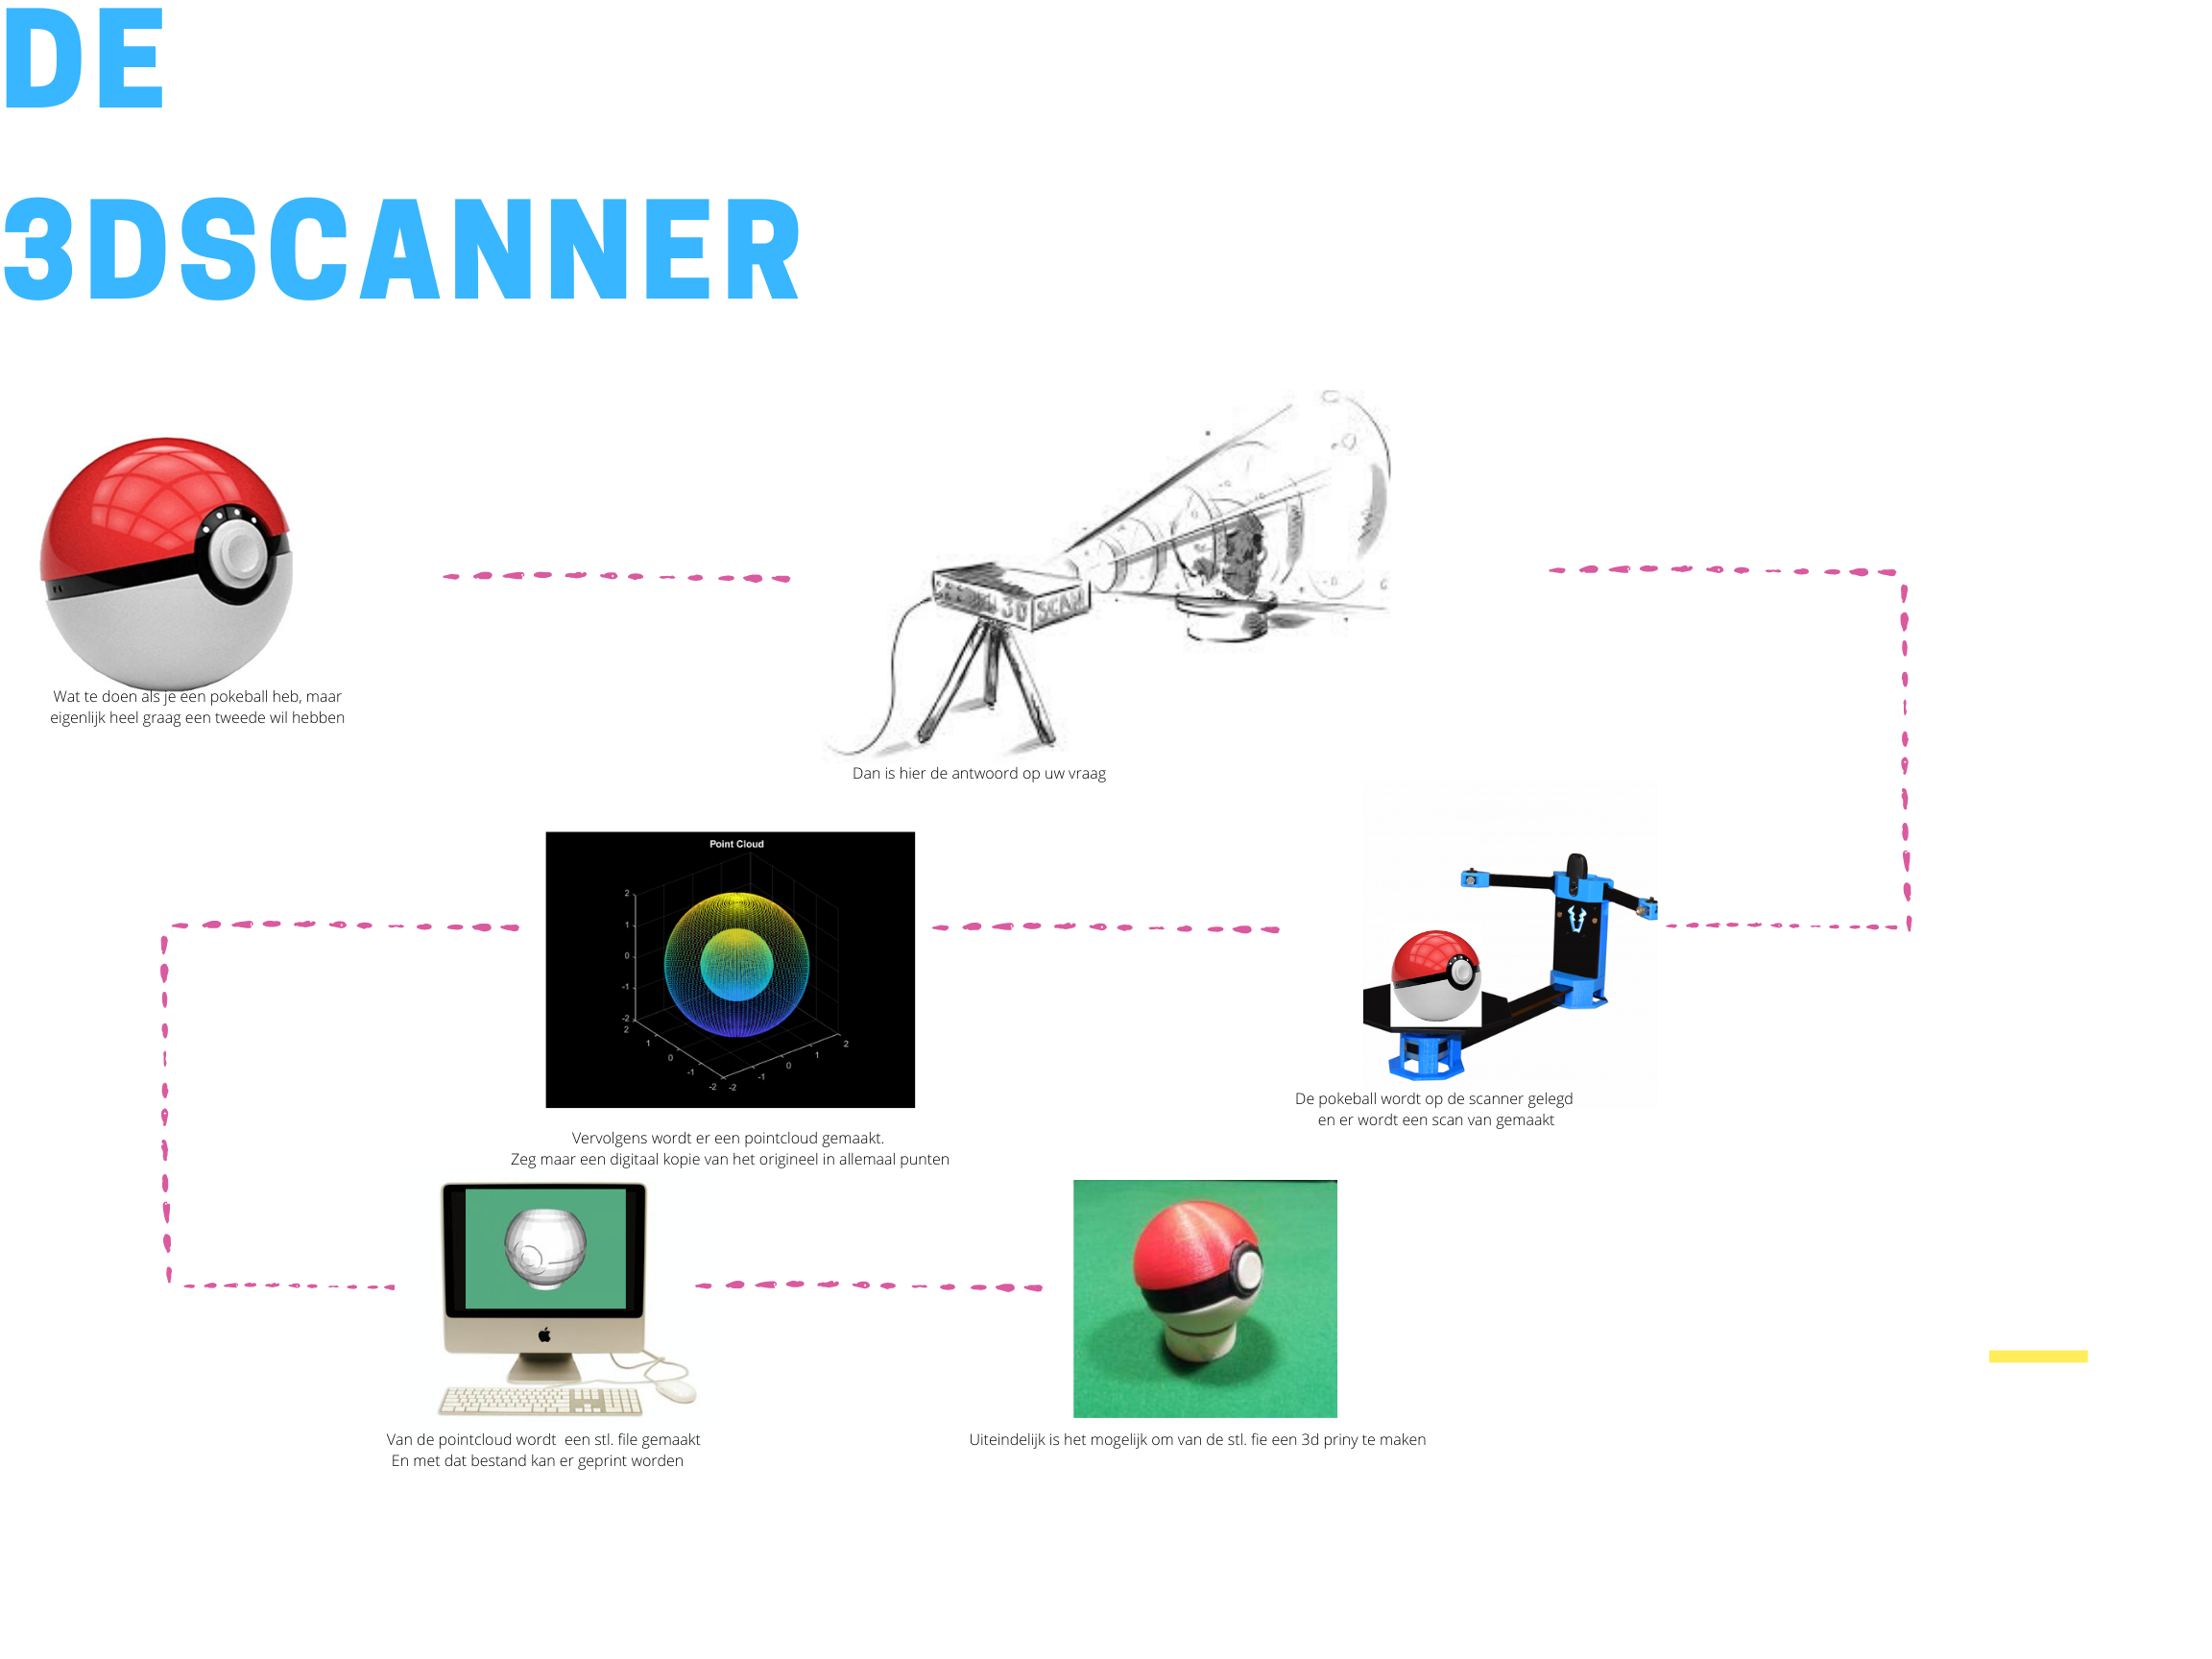 DE
3DSCANNER
Wat te doen als je een pokeball heb, maar
eigenlijk heel graag een tweede wil hebben
3D SCAN
Dan is hier de antwoord op uw vraag
De pokeball wordt op de scanner gelegd
en er wordt een scan van gemaakt
Point Cloud
2
1
0
-1
-2
2
1
0
-1
-2
-2
-1
0
1
2
Vervolgens wordt er een pointcloud gemaakt.
Zeg maar een digitaal kopie van het origineel in allemaal punten
Van de pointcloud wordt een stl. file gemaakt
En met dat bestand kan er geprint worden
Uiteindelijk is het mogelijk om van de stl. fie een 3d priny te maken